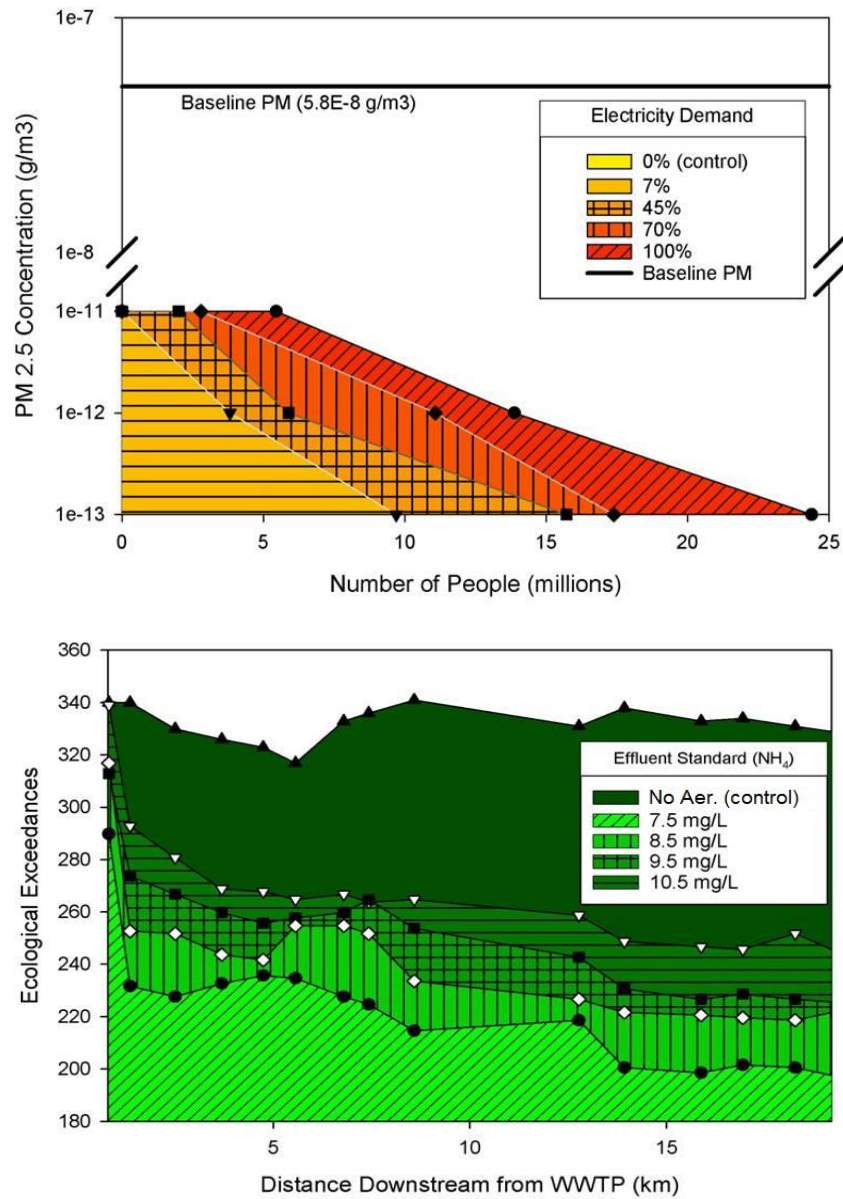 1e-7
Baseline PM (5.8E-8 g/m3)
Electricity Demand
0% (control)
7%
45%
70%
100%
Baseline PM
1e-8
1e-11
1e-12
1e-13
PM 2.5 Concentration (g/m3)
0 5 10 15 20 25
Number of People (millions)
360
340
320
300
280
260
240
220
200
180
Ecological Exceedances
Effluent Standard (NH₄)
No Aer. (control)
7.5 mg/L
8.5 mg/L
9.5 mg/L
10.5 mg/L
5 10 15
Distance Downstream from WWTP (km)